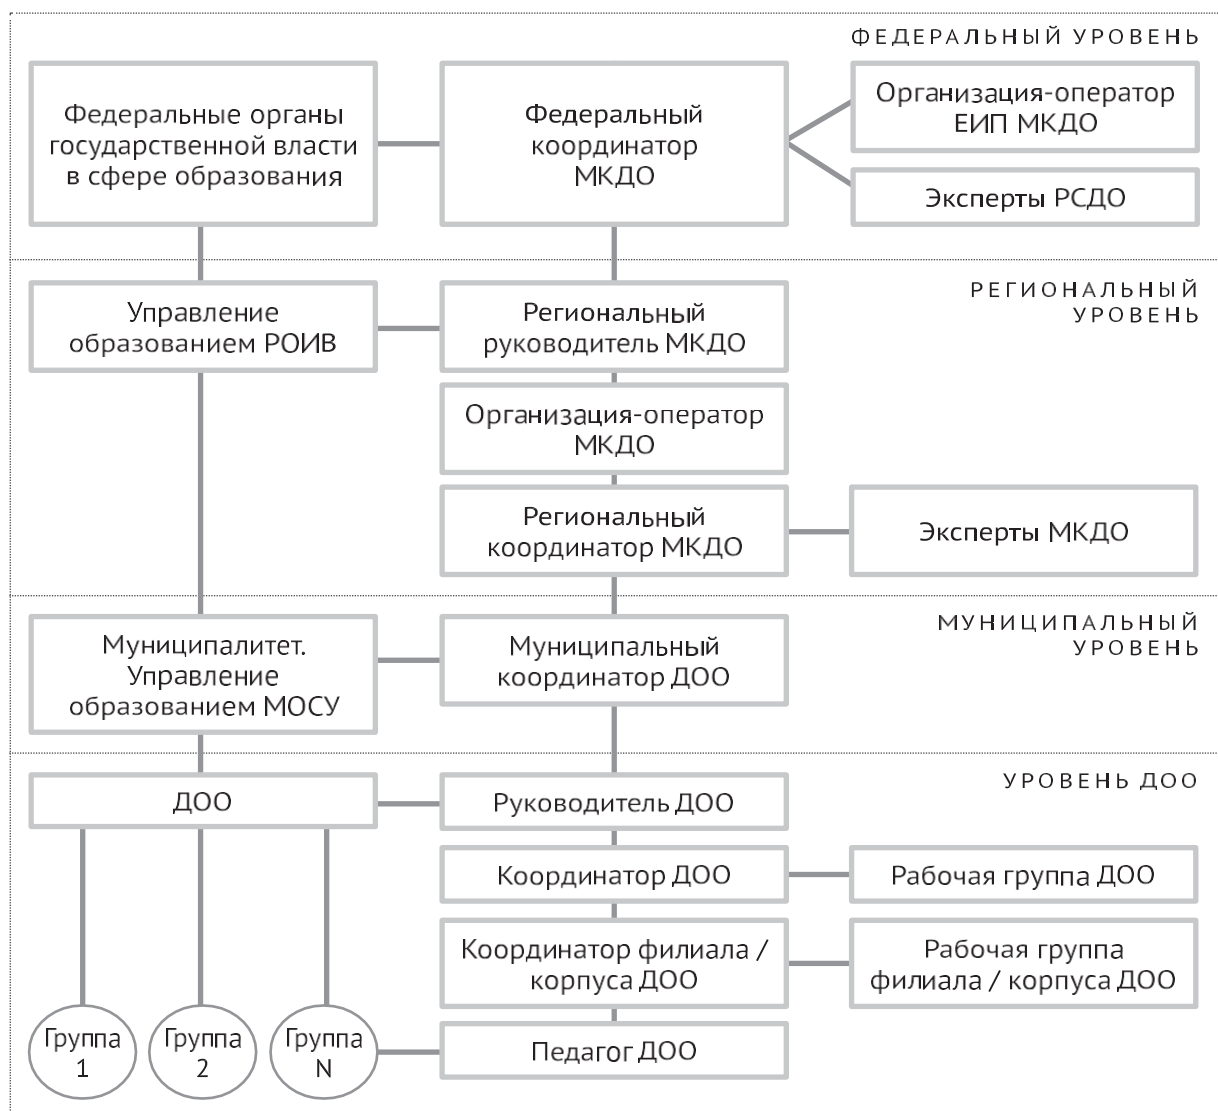 ФЕДЕРАЛЬНЫЙ УРОВЕНЬ
Федеральные органы
государственной власти
в сфере образования
Федеральный
координатор
МКДО
Организация-оператор
ЕИП МКДО
Эксперты РСДО
РЕГИОНАЛЬНЫЙ
УРОВЕНЬ
Управление
образованием РОИВ
Региональный
руководитель МКДО
Организация-оператор
МКДО
Региональный
координатор МКДО
Эксперты МКДО
МУНИЦИПАЛЬНЫЙ
УРОВЕНЬ
Муниципалитет.
Управление
образованием МОСУ
Муниципальный
координатор ДОО
УРОВЕНЬ ДОО
ДОО
Руководитель ДОО
Координатор ДОО
Рабочая группа ДОО
Координатор филиала /
корпуса ДОО
Рабочая группа
филиала / корпуса ДОО
Группа
1
Группа
2
Группа
N
Педагог ДОО